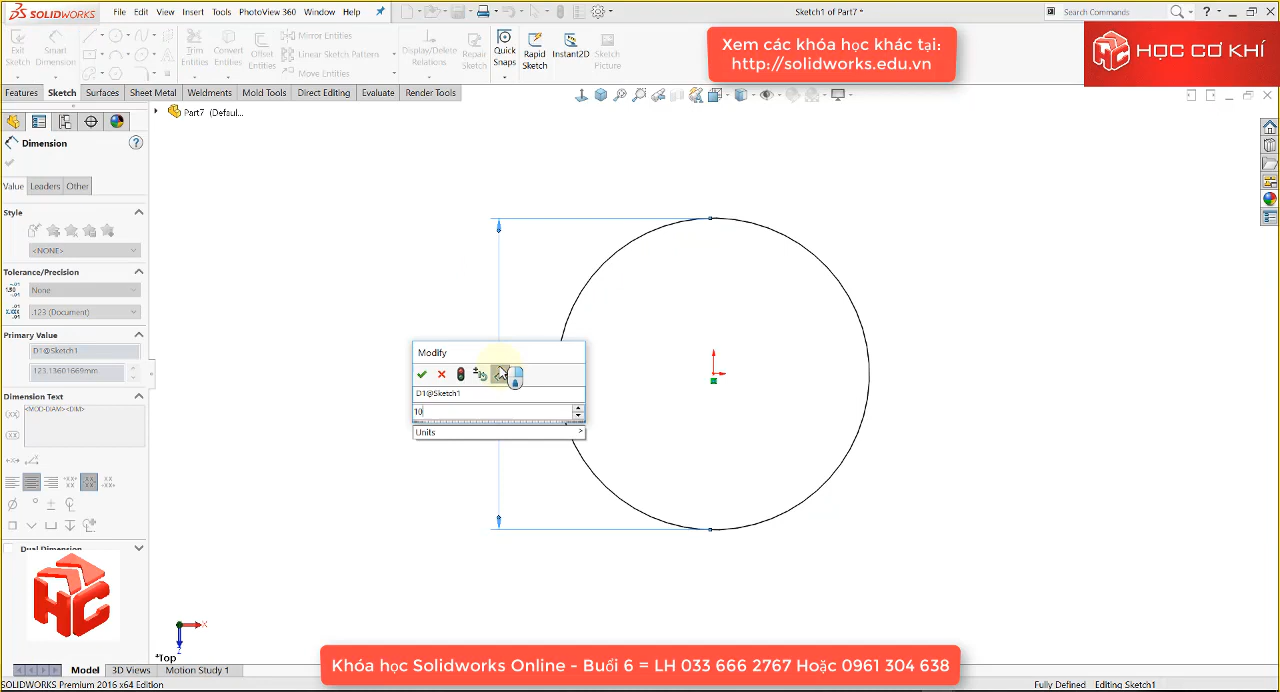 SOLIDWORKS
File Edit View Insert Tools PhotoView 360 Window Help
Sketch1 of Part7 *
Search Commands
?
Exit Sketch
Smart Dimension
Trim Entities
Convert Entities
Offset Entities
Mirror Entities
Linear Sketch Pattern
Move Entities
Display/Delete Relations
Repair Sketch
Quick Snaps
Rapid Sketch
Instant2D
Sketch Picture
Xem các khóa học khác tại:
http://solidworks.edu.vn
HỌC CƠ KHÍ
Features Sketch Surfaces Sheet Metal Weldments Mold Tools Direct Editing Evaluate Render Tools
Part7 (Defaul...
Dimension
?
Value Leaders Other
Style
<NONE>
Tolerance/Precision
None
.123 (Document)
Primary Value
D1@Sketch1
123.13601669mm
Dimension Text
<MOD-DIAM><DIM>
Dual Dimension
HC
Modify
D1@Sketch1
10
Units
X
Z
*Top
Model 3D Views Motion Study 1
Khóa học Solidworks Online - Buổi 6 = LH 033 666 2767 Hoặc 0961 304 638
SOLIDWORKS Premium 2016 x64 Edition
Fully Defined Editing Sketch1